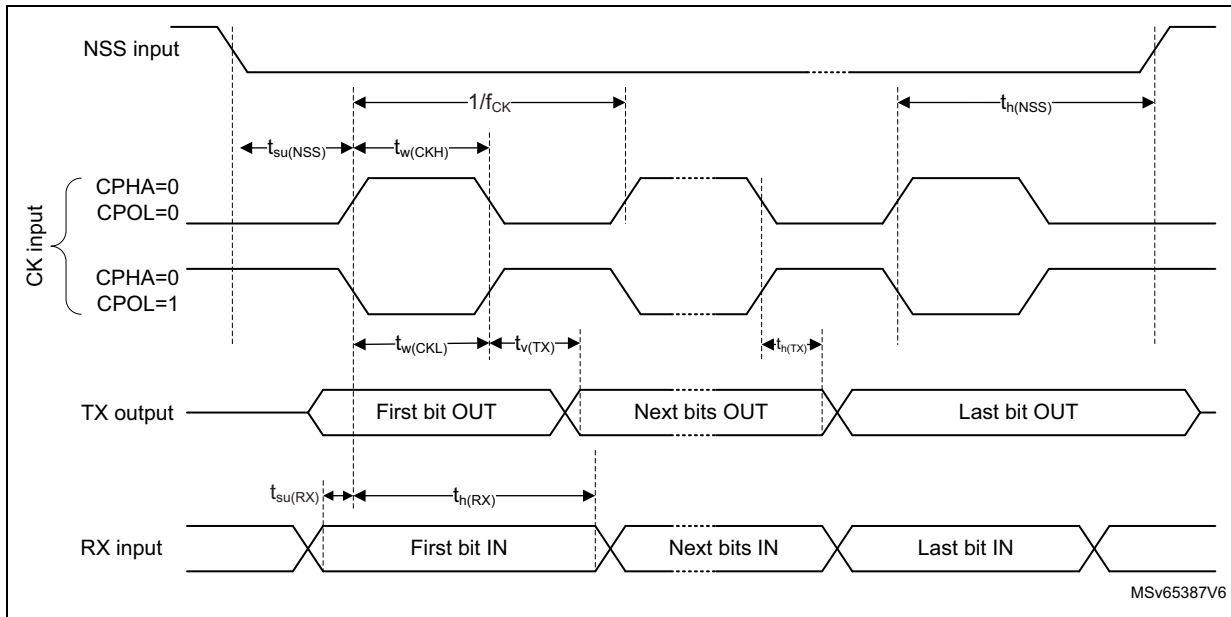 NSS input
1/fCK
th(NSS)
tsu(NSS)
tw(CKH)
CK input
CPHA=0
CPOL=0
CPHA=0
CPOL=1
tw(CKL)
tv(TX)
th(TX)
TX output
First bit OUT
Next bits OUT
Last bit OUT
tsu(RX)
th(RX)
RX input
First bit IN
Next bits IN
Last bit IN
MSv65387V6